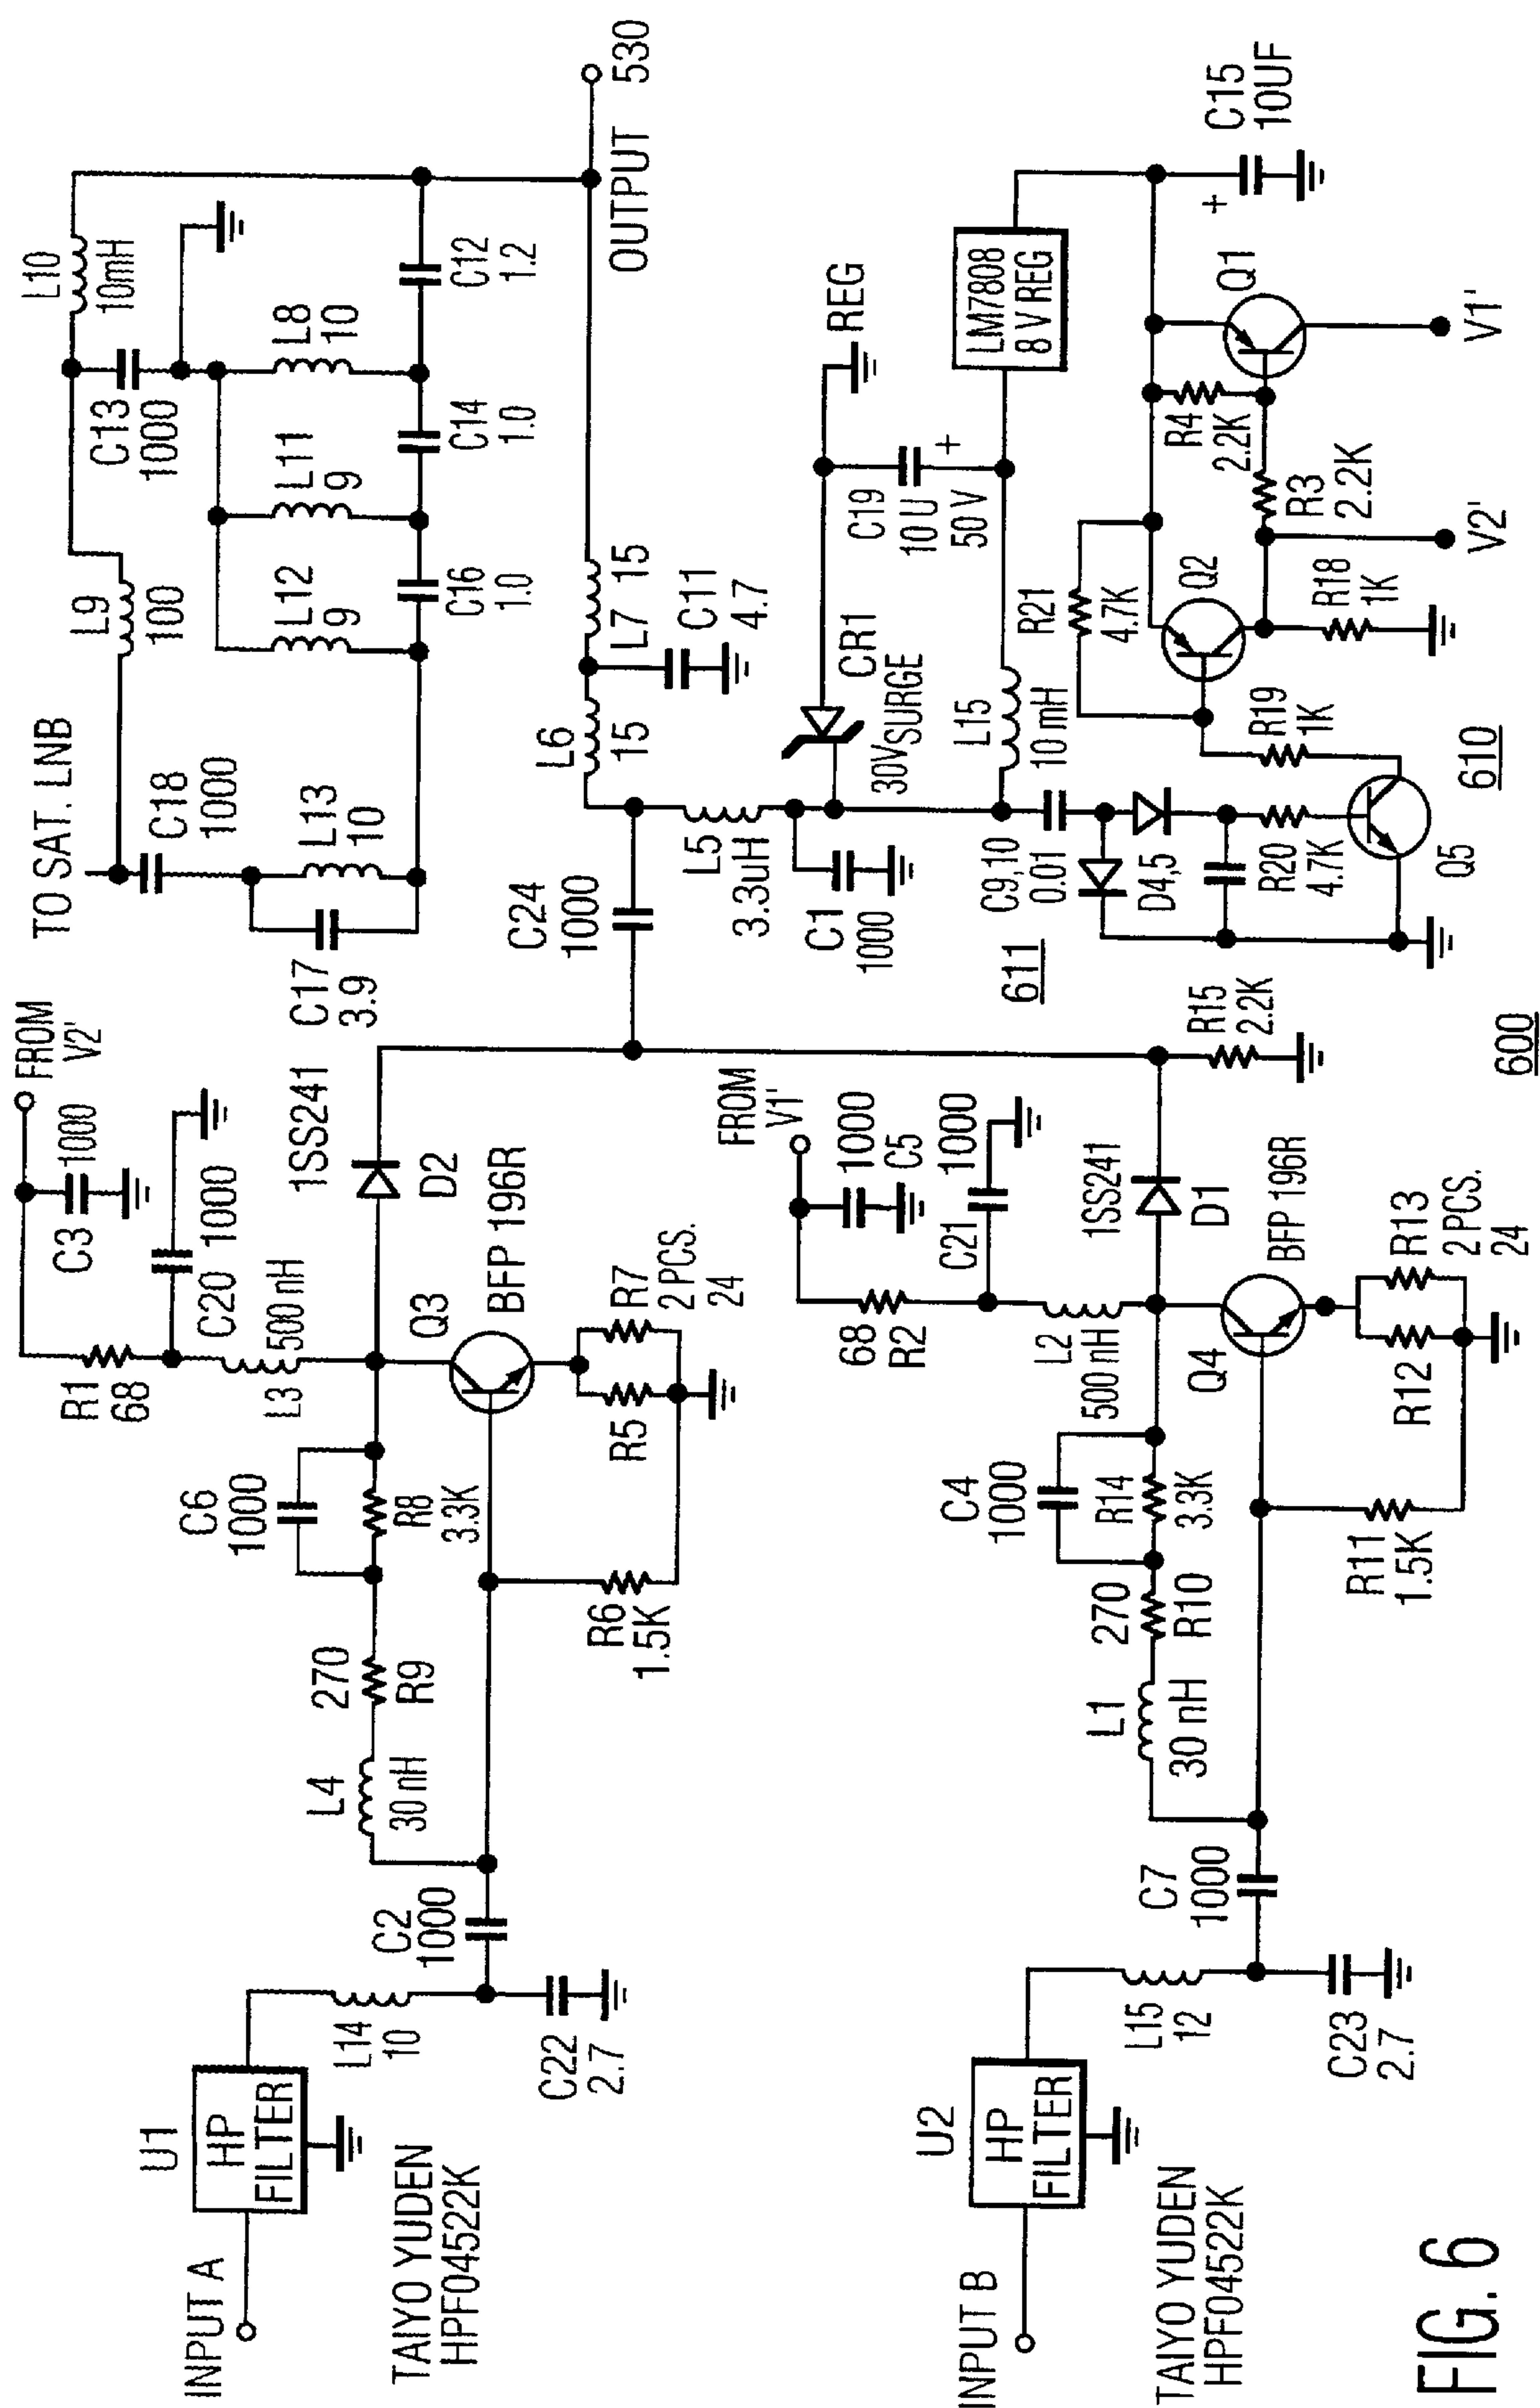 TO SAT. LNB
L9
100
L10
10mH
C13
1000
C18
1000
L13
10
C17
3.9
L12
9
L11
9
L8
10
C16
1.0
C14
1.0
C12
1.2
OUTPUT 530
FROM
V2'
C3
1000
R1
68
C20 1000
L3
500 nH
1SS241
D2
C6
1000
R8
3.3K
270
R9
L4
30 nH
Q3
BFP 196R
R5
R7
2 PCS.
24
R6
1.5K
C2
1000
L14
10
C22
2.7
U1
HP
FILTER
INPUT A
TAIYO YUDEN
HPF04522K
C24
1000
L6
15
L7 15
C11
4.7
L5
3.3uH
C1
1000
CR1
30V SURGE
REG
C19
10 U
50 V
+
L15
10 mH
LM7808
8 V REG
C15
10UF
+
C9,10
0.01
D4,5
611
R20
4.7K
Q5
R19
1K
610
R21
4.7K
Q2
R18
1K
R4
2.2K
R3
2.2K
Q1
V1'
V2'
R15
2.2K
600
FROM
V1'
1000
C5
C21 1000
68
R2
L2
500 nH
1SS241
D1
C4
1000
R14
3.3K
270
R10
L1
30 nH
Q4
BFP 196R
R12
R13
2 PCS.
24
R11
1.5K
C7
1000
L15
12
C23
2.7
U2
HP
FILTER
INPUT B
TAIYO YUDEN
HPF04522K
FIG. 6